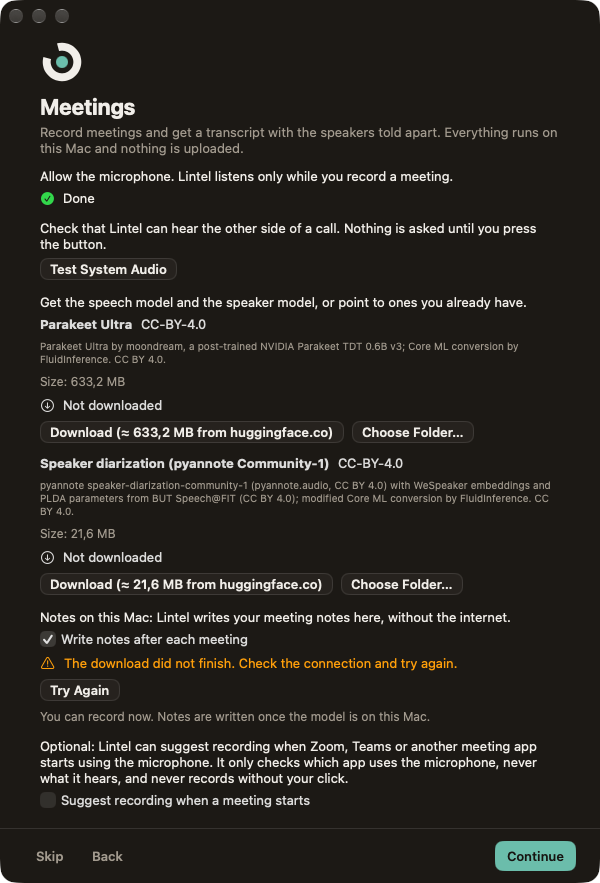 Meetings
Record meetings and get a transcript with the speakers told apart. Everything runs on
this Mac and nothing is uploaded.
Allow the microphone. Lintel listens only while you record a meeting.
Done
Check that Lintel can hear the other side of a call. Nothing is asked until you press
the button.
Test System Audio
Get the speech model and the speaker model, or point to ones you already have.
Parakeet Ultra CC-BY-4.0
Parakeet Ultra by moondream, a post-trained NVIDIA Parakeet TDT 0.6B v3; Core ML conversion by
FluidInference. CC BY 4.0.
Size: 633,2 MB
Not downloaded
Download (≈ 633,2 MB from huggingface.co) Choose Folder...
Speaker diarization (pyannote Community-1) CC-BY-4.0
pyannote speaker-diarization-community-1 (pyannote.audio, CC BY 4.0) with WeSpeaker embeddings and
PLDA parameters from BUT Speech@FIT (CC BY 4.0); modified Core ML conversion by FluidInference. CC
BY 4.0.
Size: 21,6 MB
Not downloaded
Download (≈ 21,6 MB from huggingface.co) Choose Folder...
Notes on this Mac: Lintel writes your meeting notes here, without the internet.
Write notes after each meeting
The download did not finish. Check the connection and try again.
Try Again
You can record now. Notes are written once the model is on this Mac.
Optional: Lintel can suggest recording when Zoom, Teams or another meeting app
starts using the microphone. It only checks which app uses the microphone, never
what it hears, and never records without your click.
Suggest recording when a meeting starts
Skip Back Continue